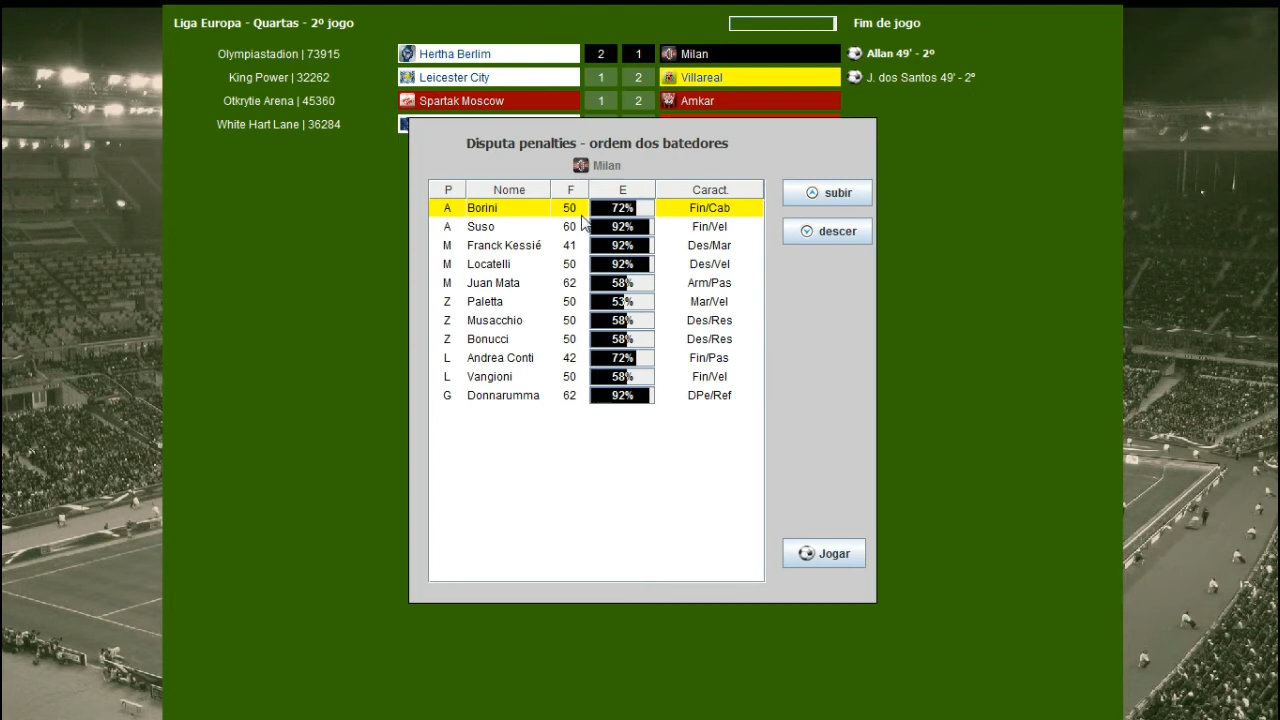 Liga Europa - Quartas - 2º jogo Fim de jogo
Olympiastadion | 73915 Hertha Berlim 2 1 Milan Allan 49' - 2º
King Power | 32262 Leicester City 1 2 Villareal J. dos Santos 49' - 2º
Otkrytie Arena | 45360 Spartak Moscow 1 2 Amkar
White Hart Lane | 36284
Disputa penalties - ordem dos batedores
Milan
P Nome F E Caract.
A Borini 50 72% Fin/Cab
A Suso 60 92% Fin/Vel
M Franck Kessié 41 92% Des/Mar
M Locatelli 50 92% Des/Vel
M Juan Mata 62 58% Arm/Pas
Z Paletta 50 53% Mar/Vel
Z Musacchio 50 58% Des/Res
Z Bonucci 50 58% Des/Res
L Andrea Conti 42 72% Fin/Pas
L Vangioni 50 58% Fin/Vel
G Donnarumma 62 92% DPe/Ref
subir
descer
Jogar